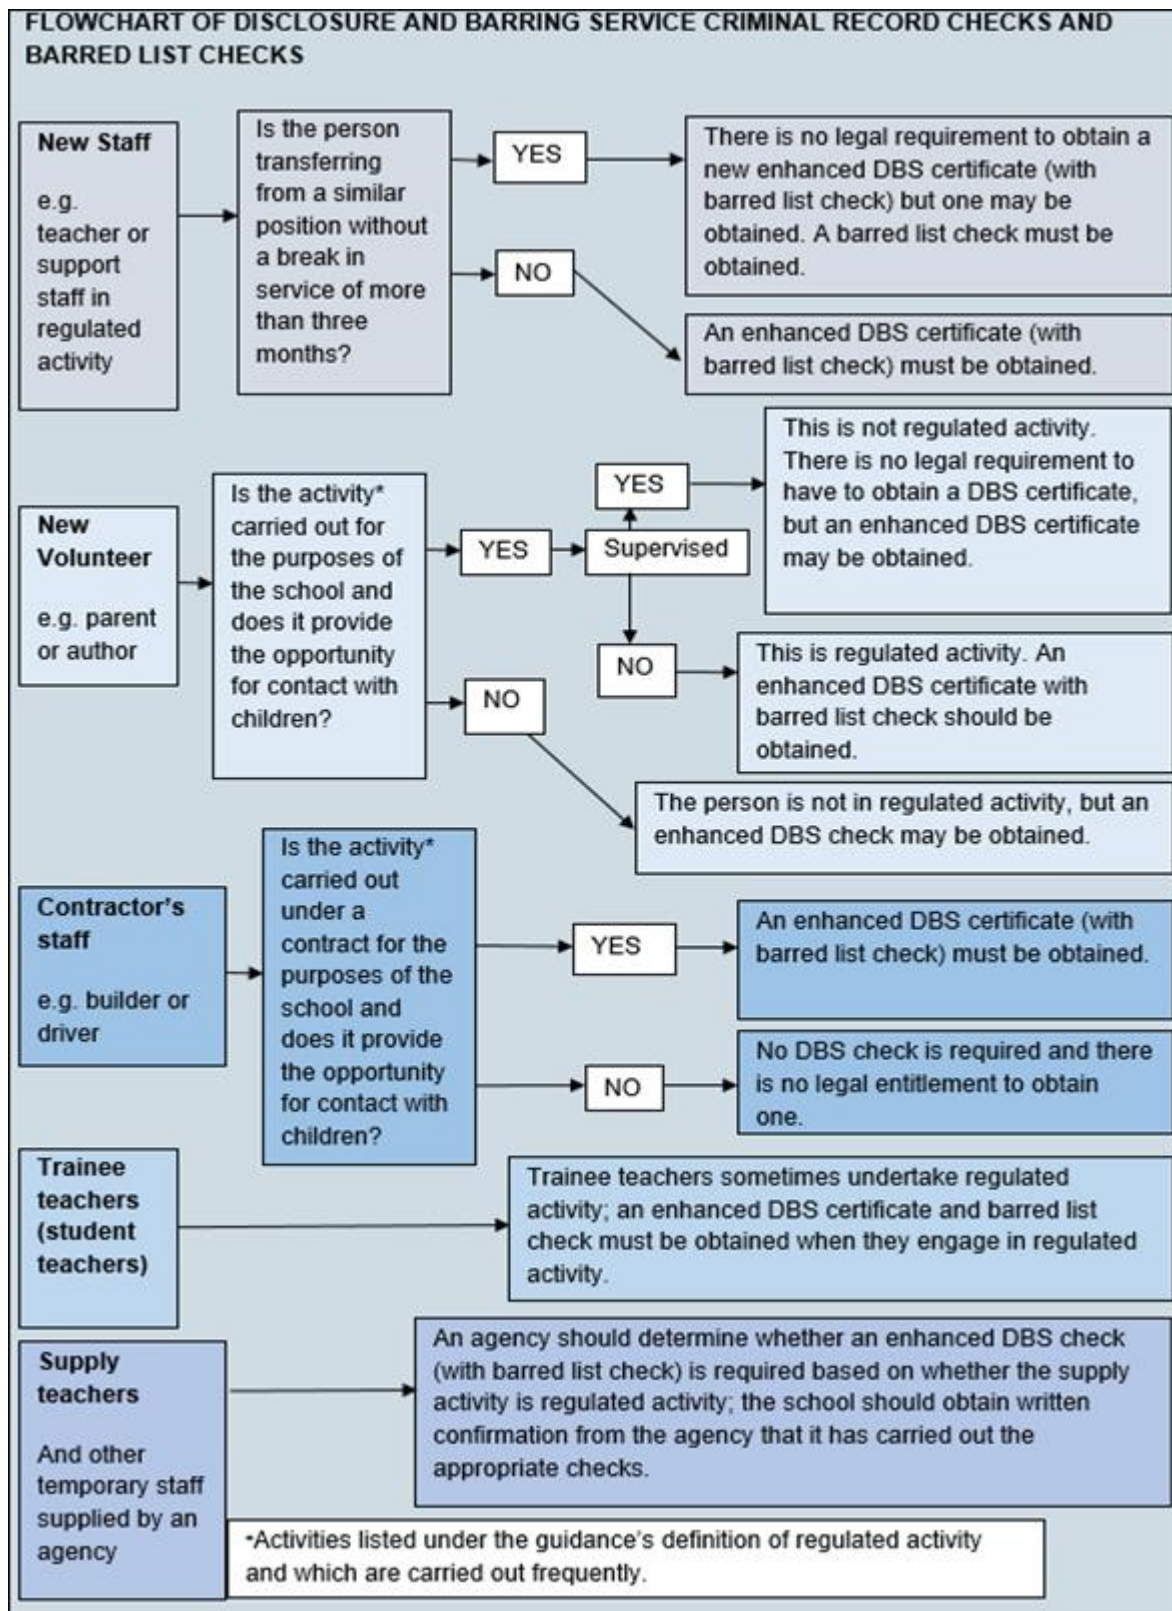 FLOWCHART OF DISCLOSURE AND BARRING SERVICE CRIMINAL RECORD CHECKS AND
BARRED LIST CHECKS
New Staff
e.g.
teacher or
support
staff in
regulated
activity
Is the person
transferring
from a similar
position without
a break in
service of more
than three
months?
YES
There is no legal requirement to obtain a
new enhanced DBS certificate (with
barred list check) but one may be
obtained. A barred list check must be
obtained.
NO
An enhanced DBS certificate (with
barred list check) must be obtained.
New
Volunteer
e.g. parent
or author
Is the activity*
carried out for
the purposes of
the school and
does it provide
the opportunity
for contact with
children?
YES
Supervised
YES
This is not regulated activity.
There is no legal requirement to
have to obtain a DBS certificate,
but an enhanced DBS certificate
may be obtained.
NO
This is regulated activity. An
enhanced DBS certificate with
barred list check should be
obtained.
NO
The person is not in regulated activity, but an
enhanced DBS check may be obtained.
Contractor's
staff
e.g. builder or
driver
Is the activity*
carried out
under a
contract for the
purposes of the
school and
does it provide
the opportunity
for contact with
children?
YES
An enhanced DBS certificate (with
barred list check) must be obtained.
NO
No DBS check is required and there
is no legal entitlement to obtain
one.
Trainee
teachers
(student
teachers)
Trainee teachers sometimes undertake regulated
activity; an enhanced DBS certificate and barred list
check must be obtained when they engage in regulated
activity.
Supply
teachers
And other
temporary staff
supplied by an
agency
An agency should determine whether an enhanced DBS check
(with barred list check) is required based on whether the supply
activity is regulated activity; the school should obtain written
confirmation from the agency that it has carried out the
appropriate checks.
*Activities listed under the guidance's definition of regulated activity
and which are carried out frequently.